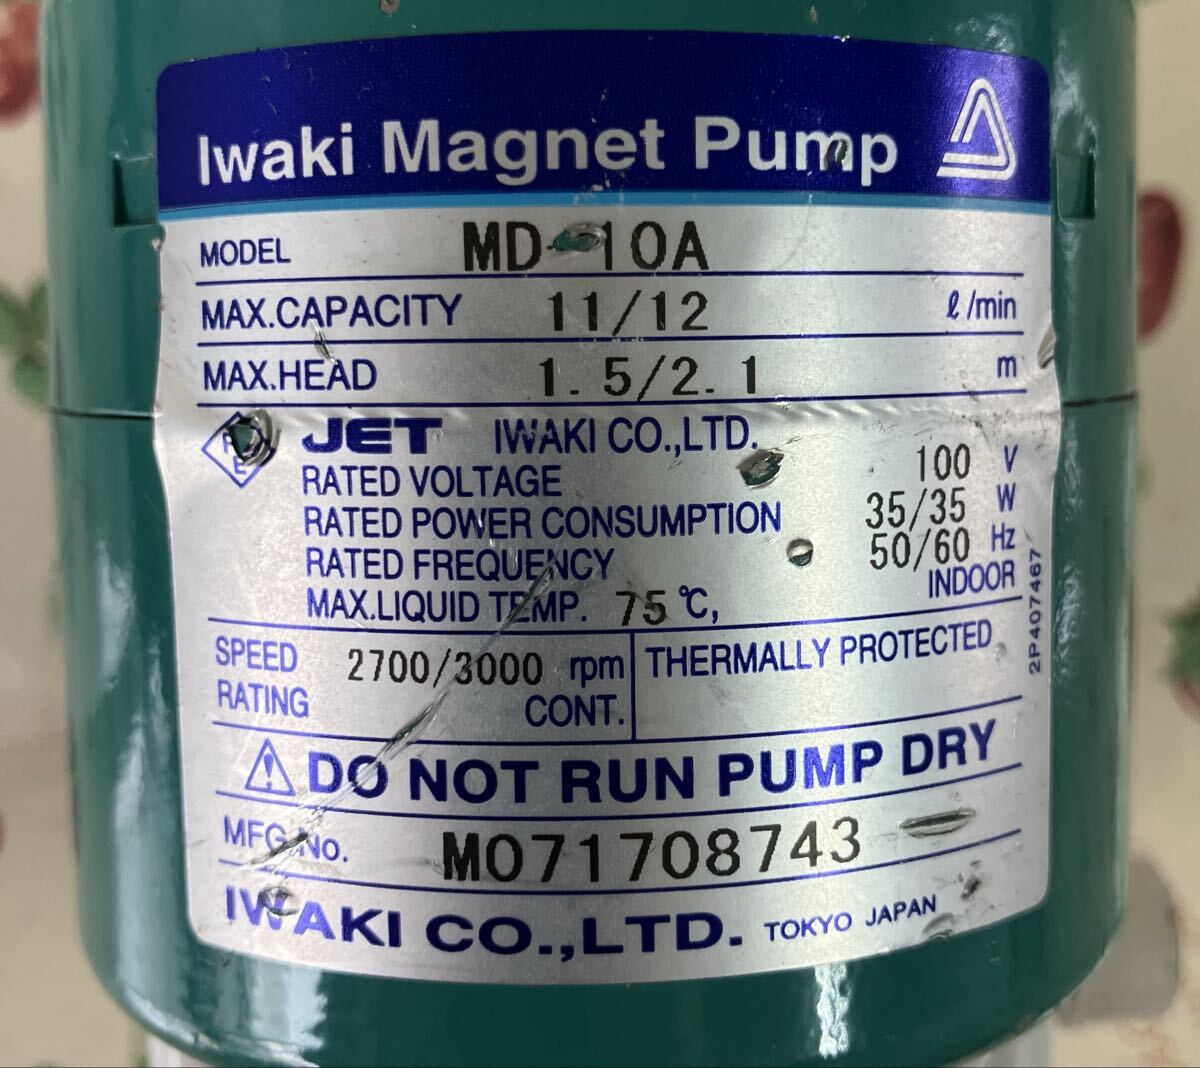 Iwaki Magnet Pump
MODEL MD-10A
MAX.CAPACITY 11/12 ℓ/min
MAX.HEAD 1.5/2.1 m
JET IWAKI CO.,LTD.
RATED VOLTAGE 100 V
RATED POWER CONSUMPTION 35/35 W
RATED FREQUENCY 50/60 Hz
MAX.LIQUID TEMP. 75 ℃, INDOOR
2P407467
SPEED 2700/3000 rpm
RATING CONT.
THERMALLY PROTECTED
DO NOT RUN PUMP DRY
MFG.No. M071708743
IWAKI CO.,LTD. TOKYO JAPAN